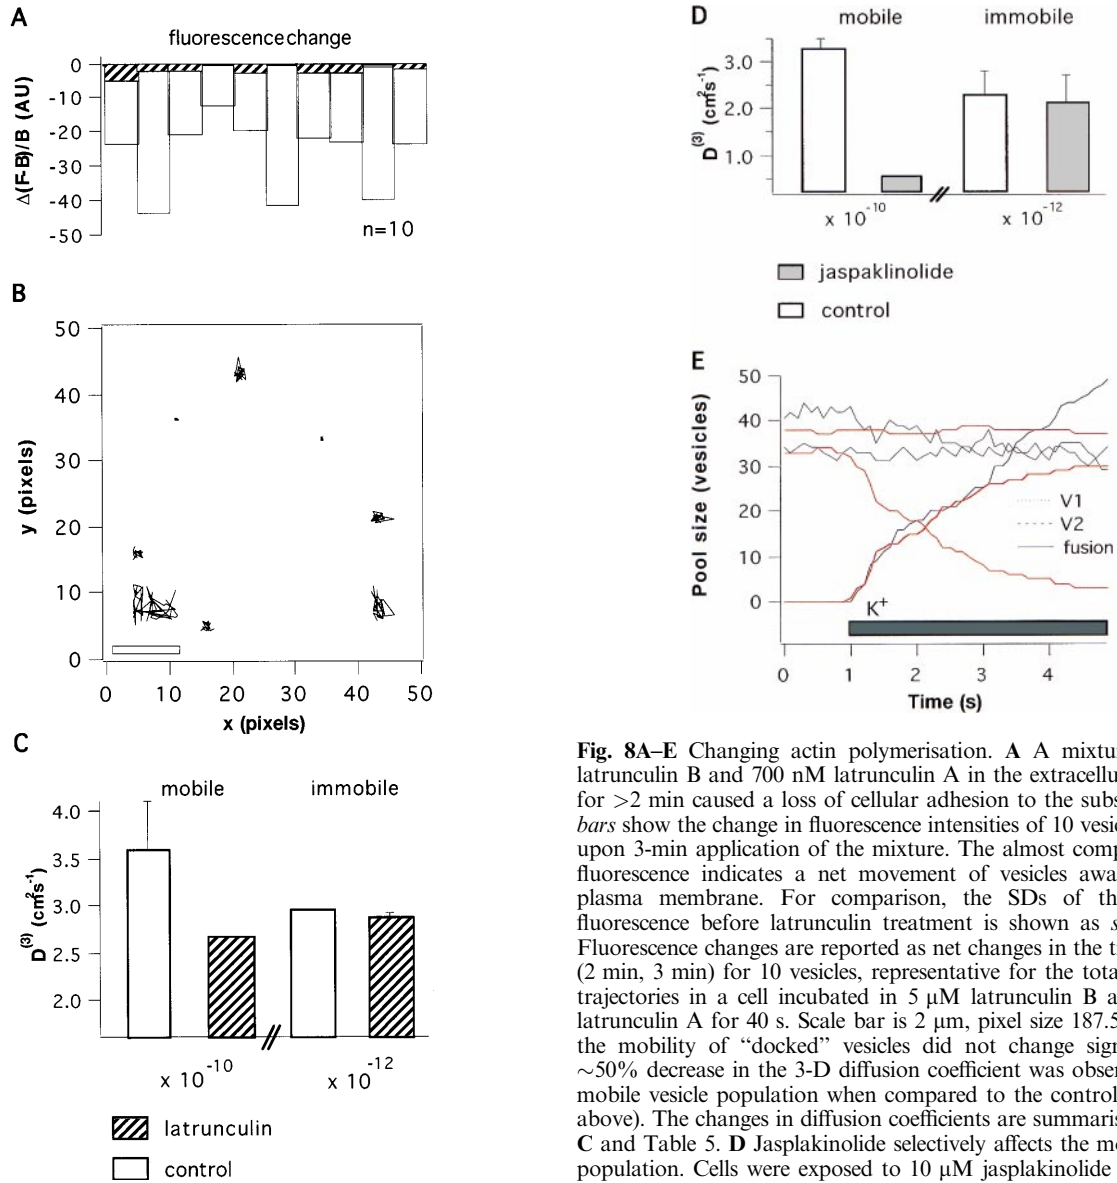 A
fluorescence change
Δ(F-B)/B (AU)
0
-10
-20
-30
-40
-50
n=10
B
y (pixels)
50
40
30
20
10
0
0 10 20 30 40 50
x (pixels)
C
mobile immobile
D(3) (cm2s-1)
4.0
3.5
3.0
2.5
2.0
x 10-10 x 10-12
latrunculin
control
D
mobile immobile
D(3) (cm2s-1)
3.0
2.0
1.0
x 10-10 x 10-12
jaspaklinolide
control
E
Pool size (vesicles)
50
40
30
20
10
0
V1
V2
fusion
K+
0 1 2 3 4
Time (s)
Fig. 8A–E Changing actin polymerisation. A A mixtur
latrunculin B and 700 nM latrunculin A in the extracellu
for >2 min caused a loss of cellular adhesion to the subs
bars show the change in fluorescence intensities of 10 vesic
upon 3-min application of the mixture. The almost comp
fluorescence indicates a net movement of vesicles awa
plasma membrane. For comparison, the SDs of th
fluorescence before latrunculin treatment is shown as s
Fluorescence changes are reported as net changes in the t
(2 min, 3 min) for 10 vesicles, representative for the total
trajectories in a cell incubated in 5 μM latrunculin B a
latrunculin A for 40 s. Scale bar is 2 μm, pixel size 187.5
the mobility of “docked” vesicles did not change sign
~50% decrease in the 3-D diffusion coefficient was obser
mobile vesicle population when compared to the control
above). The changes in diffusion coefficients are summaris
C and Table 5. D Jasplakinolide selectively affects the m
population. Cells were exposed to 10 μM jasplakinolide